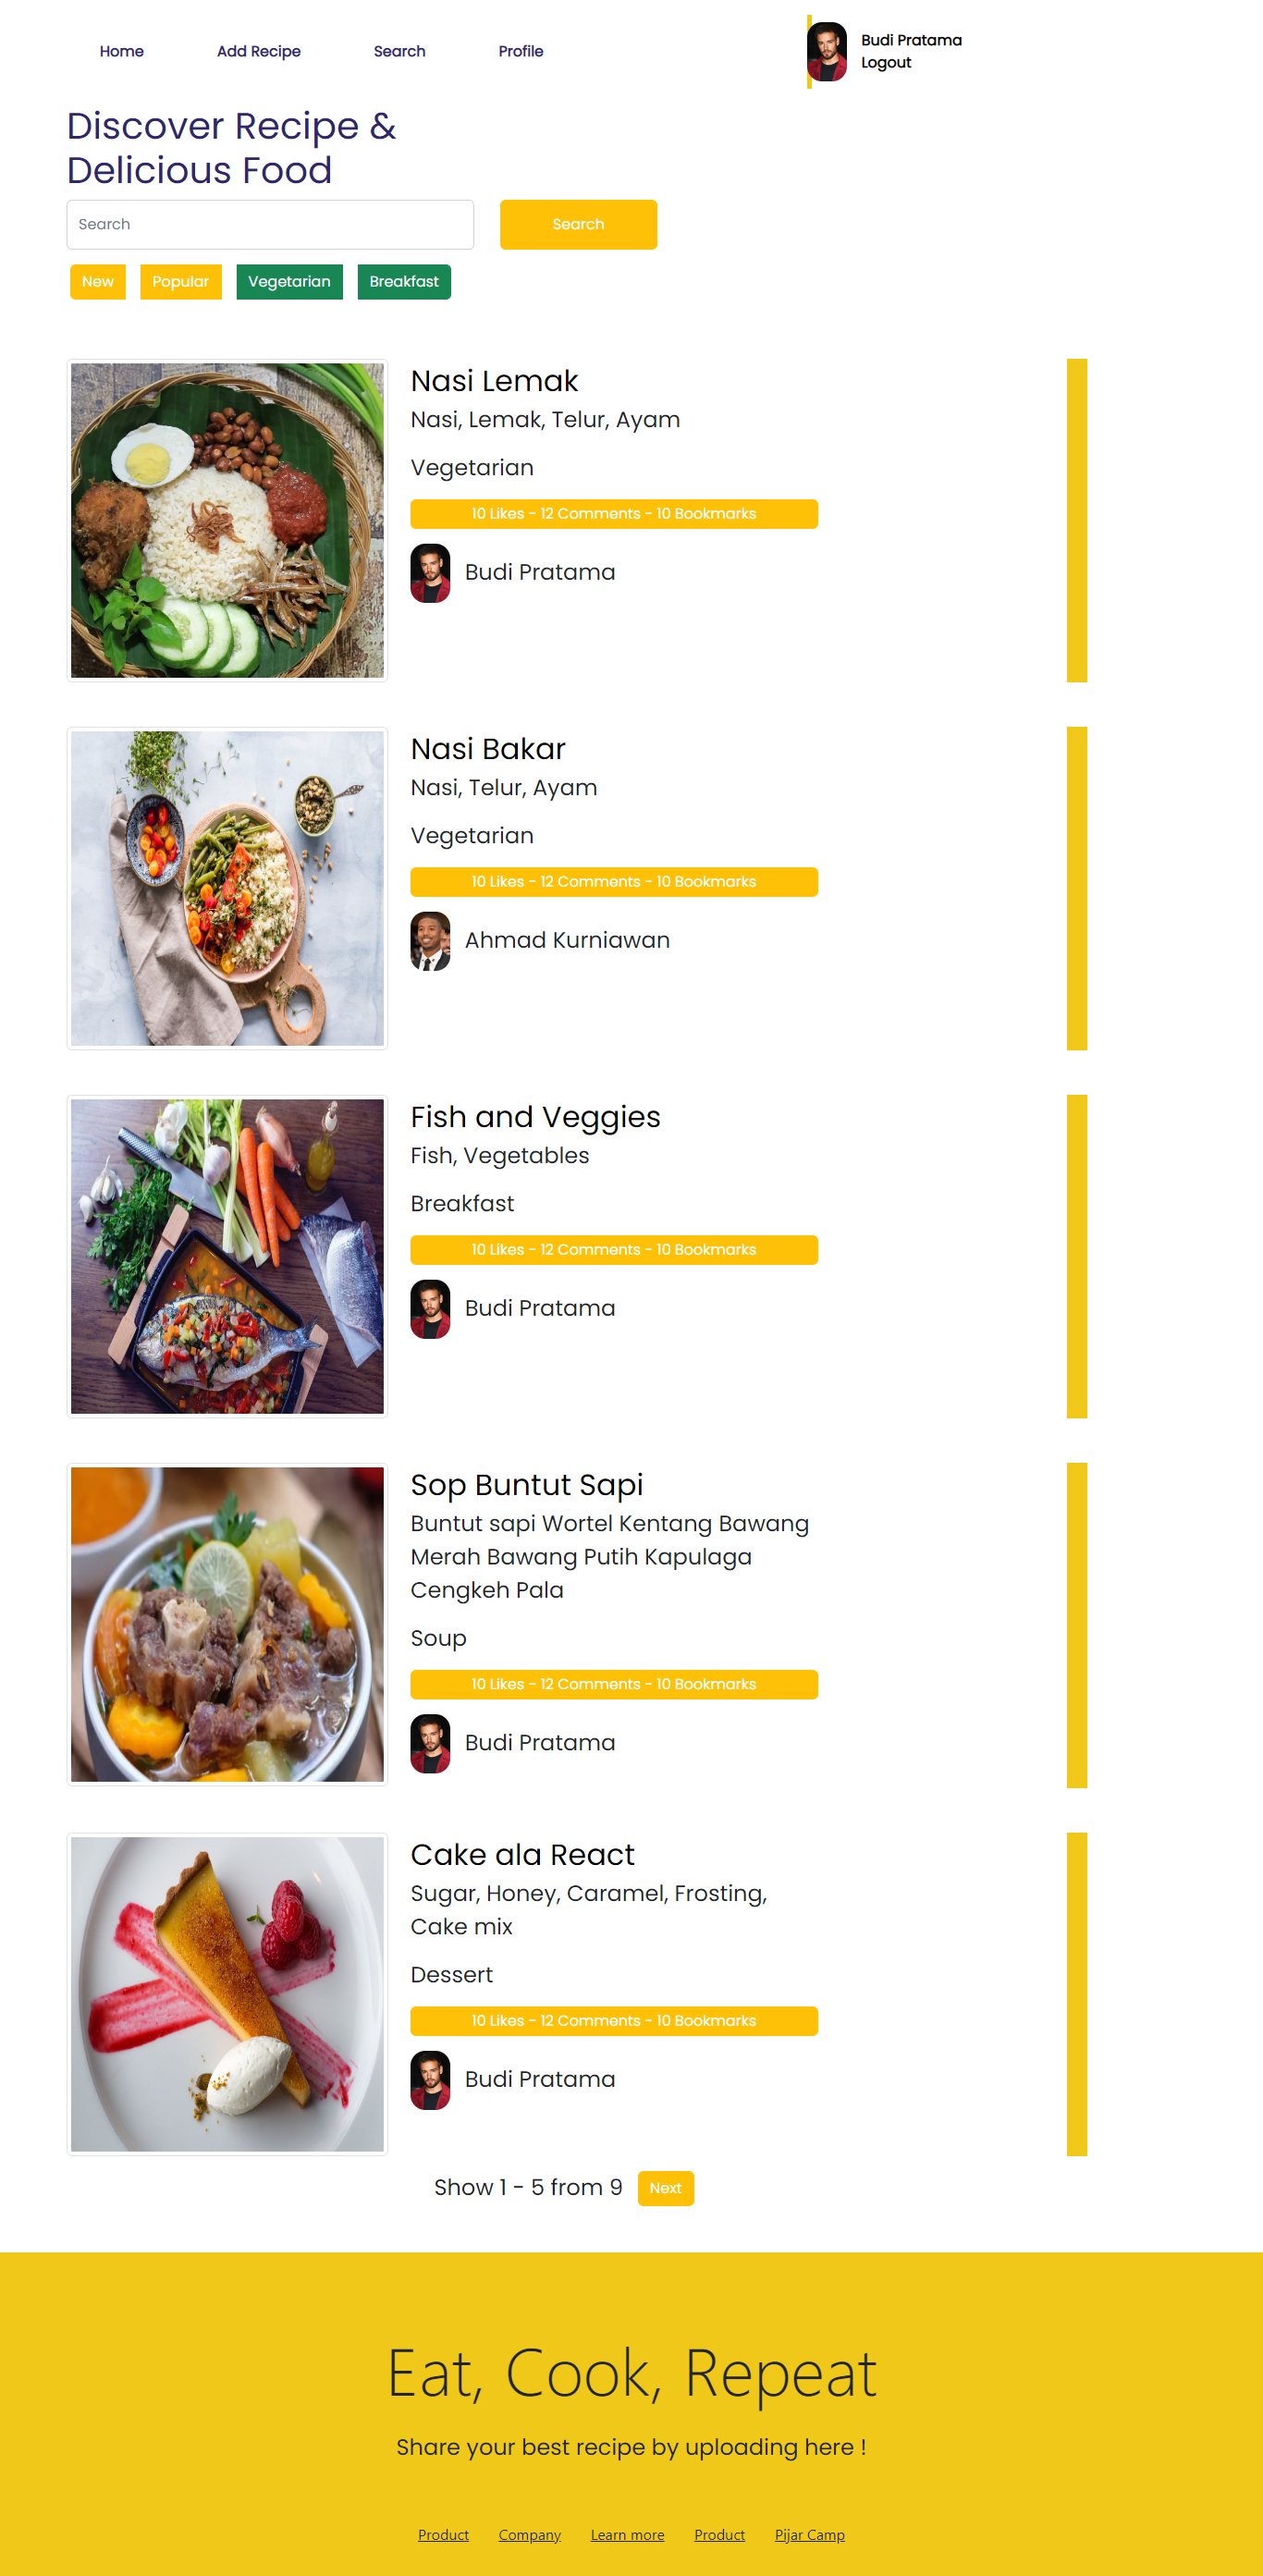 Home Add Recipe Search Profile
Budi Pratama
Logout
Discover Recipe &
Delicious Food
Search Search
New Popular Vegetarian Breakfast
Nasi Lemak
Nasi, Lemak, Telur, Ayam
Vegetarian
10 Likes - 12 Comments - 10 Bookmarks
Budi Pratama
Nasi Bakar
Nasi, Telur, Ayam
Vegetarian
10 Likes - 12 Comments - 10 Bookmarks
Ahmad Kurniawan
Fish and Veggies
Fish, Vegetables
Breakfast
10 Likes - 12 Comments - 10 Bookmarks
Budi Pratama
Sop Buntut Sapi
Buntut sapi Wortel Kentang Bawang
Merah Bawang Putih Kapulaga
Cengkeh Pala
Soup
10 Likes - 12 Comments - 10 Bookmarks
Budi Pratama
Cake ala React
Sugar, Honey, Caramel, Frosting,
Cake mix
Dessert
10 Likes - 12 Comments - 10 Bookmarks
Budi Pratama
Show 1 - 5 from 9 Next
Eat, Cook, Repeat
Share your best recipe by uploading here !
Product Company Learn more Product Pijar Camp